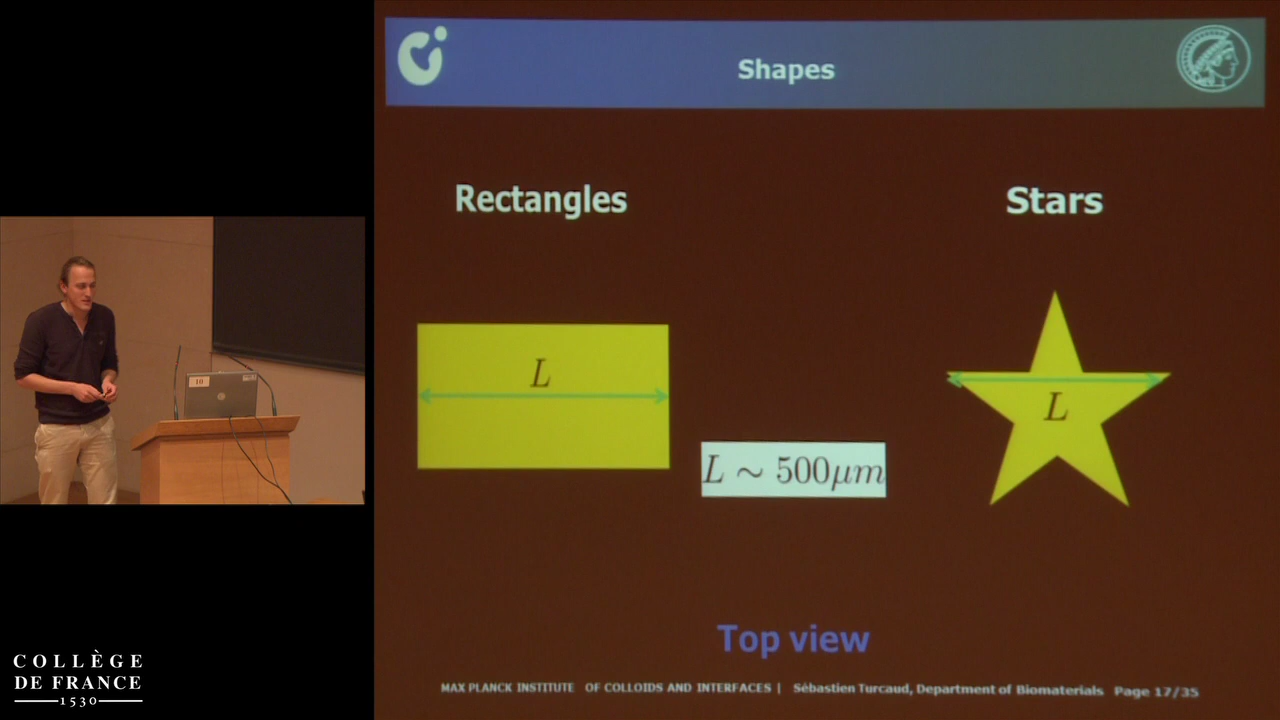 Shapes
Rectangles
Stars
L
L
L ~ 500μm
Top view
MAX PLANCK INSTITUTE OF COLLOIDS AND INTERFACES | Sébastien Turcaud, Department of Biomaterials Page 17/35
10
COLLÈGE
DE FRANCE
1530